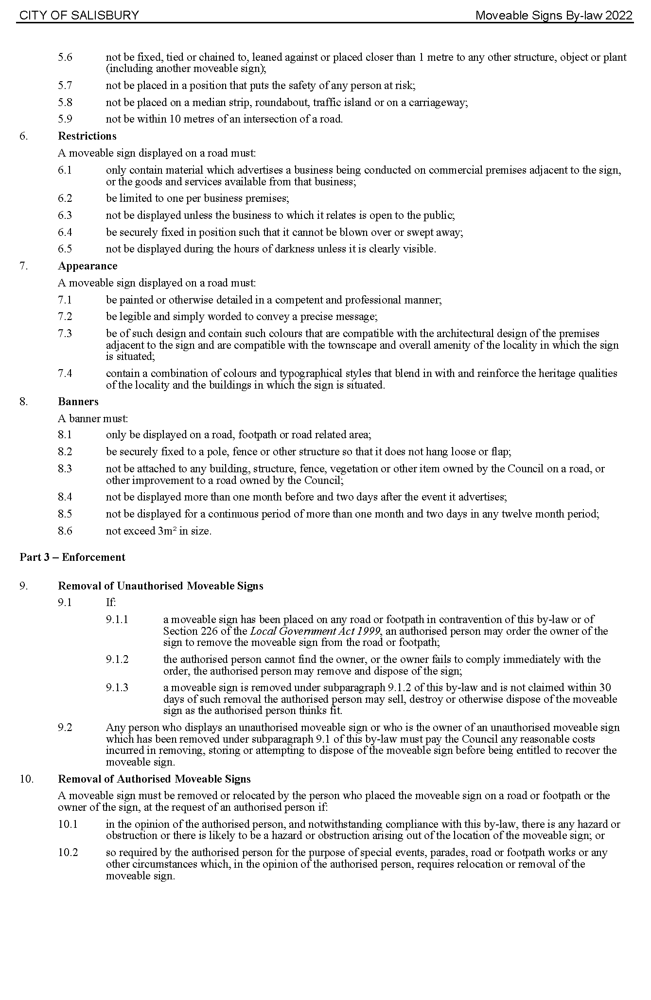 CITY OF SALISBURY Moveable Signs By-law 2022
5.6 not be fixed, tied or chained to, leaned against or placed closer than 1 metre to any other structure, object or plant
(including another moveable sign);
5.7 not be placed in a position that puts the safety of any person at risk;
5.8 not be placed on a median strip, roundabout, traffic island or on a carriageway;
5.9 not be within 10 metres of an intersection of a road.
6. Restrictions
A moveable sign displayed on a road must:
6.1 only contain material which advertises a business being conducted on commercial premises adjacent to the sign,
or the goods and services available from that business;
6.2 be limited to one per business premises;
6.3 not be displayed unless the business to which it relates is open to the public;
6.4 be securely fixed in position such that it cannot be blown over or swept away;
6.5 not be displayed during the hours of darkness unless it is clearly visible.
7. Appearance
A moveable sign displayed on a road must:
7.1 be painted or otherwise detailed in a competent and professional manner;
7.2 be legible and simply worded to convey a precise message;
7.3 be of such design and contain such colours that are compatible with the architectural design of the premises
adjacent to the sign and are compatible with the townscape and overall amenity of the locality in which the sign
is situated;
7.4 contain a combination of colours and typographical styles that blend in with and reinforce the heritage qualities
of the locality and the buildings in which the sign is situated.
8. Banners
A banner must:
8.1 only be displayed on a road, footpath or road related area;
8.2 be securely fixed to a pole, fence or other structure so that it does not hang loose or flap;
8.3 not be attached to any building, structure, fence, vegetation or other item owned by the Council on a road, or
other improvement to a road owned by the Council;
8.4 not be displayed more than one month before and two days after the event it advertises;
8.5 not be displayed for a continuous period of more than one month and two days in any twelve month period;
8.6 not exceed 3m² in size.
Part 3 – Enforcement
9. Removal of Unauthorised Moveable Signs
9.1 If:
9.1.1 a moveable sign has been placed on any road or footpath in contravention of this by-law or of
Section 226 of the Local Government Act 1999, an authorised person may order the owner of the
sign to remove the moveable sign from the road or footpath;
9.1.2 the authorised person cannot find the owner, or the owner fails to comply immediately with the
order, the authorised person may remove and dispose of the sign;
9.1.3 a moveable sign is removed under subparagraph 9.1.2 of this by-law and is not claimed within 30
days of such removal the authorised person may sell, destroy or otherwise dispose of the moveable
sign as the authorised person thinks fit.
9.2 Any person who displays an unauthorised moveable sign or who is the owner of an unauthorised moveable sign
which has been removed under subparagraph 9.1 of this by-law must pay the Council any reasonable costs
incurred in removing, storing or attempting to dispose of the moveable sign before being entitled to recover the
moveable sign.
10. Removal of Authorised Moveable Signs
A moveable sign must be removed or relocated by the person who placed the moveable sign on a road or footpath or the
owner of the sign, at the request of an authorised person if:
10.1 in the opinion of the authorised person, and notwithstanding compliance with this by-law, there is any hazard or
obstruction or there is likely to be a hazard or obstruction arising out of the location of the moveable sign; or
10.2 so required by the authorised person for the purpose of special events, parades, road or footpath works or any
other circumstances which, in the opinion of the authorised person, requires relocation or removal of the
moveable sign.